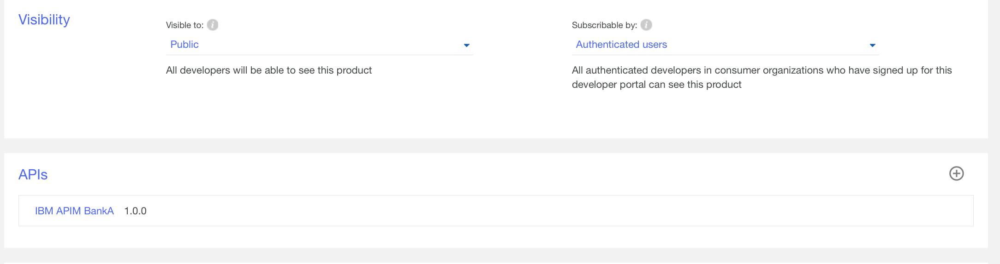 Visibility
Visible to:
Public
All developers will be able to see this product
Subscribable by:
Authenticated users
All authenticated developers in consumer organizations who have signed up for this
developer portal can see this product
APIs
IBM APIM BankA 1.0.0